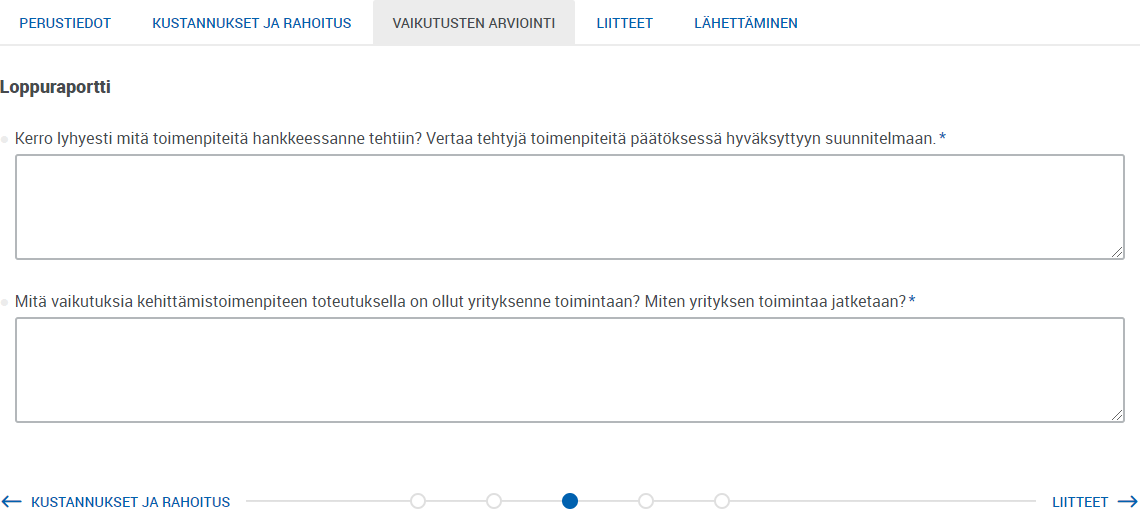 PERUSTIEDOT KUSTANNUKSET JA RAHOITUS VAIKUTUSTEN ARVIOINTI LIITTEET LÄHETTÄMINEN
Loppuraportti
Kerro lyhyesti mitä toimenpiteitä hankkeessanne tehtiin? Vertaa tehtyjä toimenpiteitä päätöksessä hyväksyttyyn suunnitelmaan. *
Mitä vaikutuksia kehittämistoimenpiteen toteutuksella on ollut yrityksenne toimintaan? Miten yrityksen toimintaa jatketaan? *
← KUSTANNUKSET JA RAHOITUS LIITTEET →